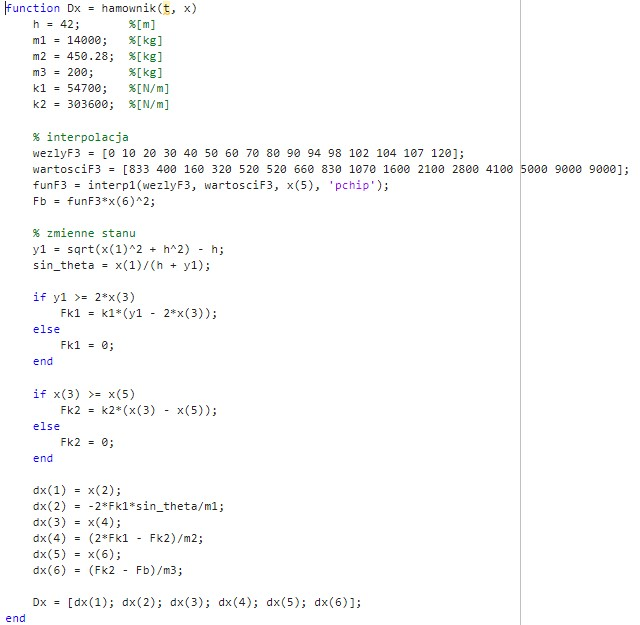 function Dx = hamownik(t, x)
h = 42; %[m]
m1 = 14000; %[kg]
m2 = 450.28; %[kg]
m3 = 200; %[kg]
k1 = 54700; %[N/m]
k2 = 303600; %[N/m]
% interpolacja
wezlyF3 = [0 10 20 30 40 50 60 70 80 90 94 98 102 104 107 120];
wartosciF3 = [833 400 160 320 520 520 660 830 1070 1600 2100 2800 4100 5000 9000 9000];
funF3 = interp1(wezlyF3, wartosciF3, x(5), 'pchip');
Fb = funF3*x(6)^2;
% zmienne stanu
y1 = sqrt(x(1)^2 + h^2) - h;
sin_theta = x(1)/(h + y1);
if y1 >= 2*x(3)
Fk1 = k1*(y1 - 2*x(3));
else
Fk1 = 0;
end
if x(3) >= x(5)
Fk2 = k2*(x(3) - x(5));
else
Fk2 = 0;
end
dx(1) = x(2);
dx(2) = -2*Fk1*sin_theta/m1;
dx(3) = x(4);
dx(4) = (2*Fk1 - Fk2)/m2;
dx(5) = x(6);
dx(6) = (Fk2 - Fb)/m3;
Dx = [dx(1); dx(2); dx(3); dx(4); dx(5); dx(6)];
end